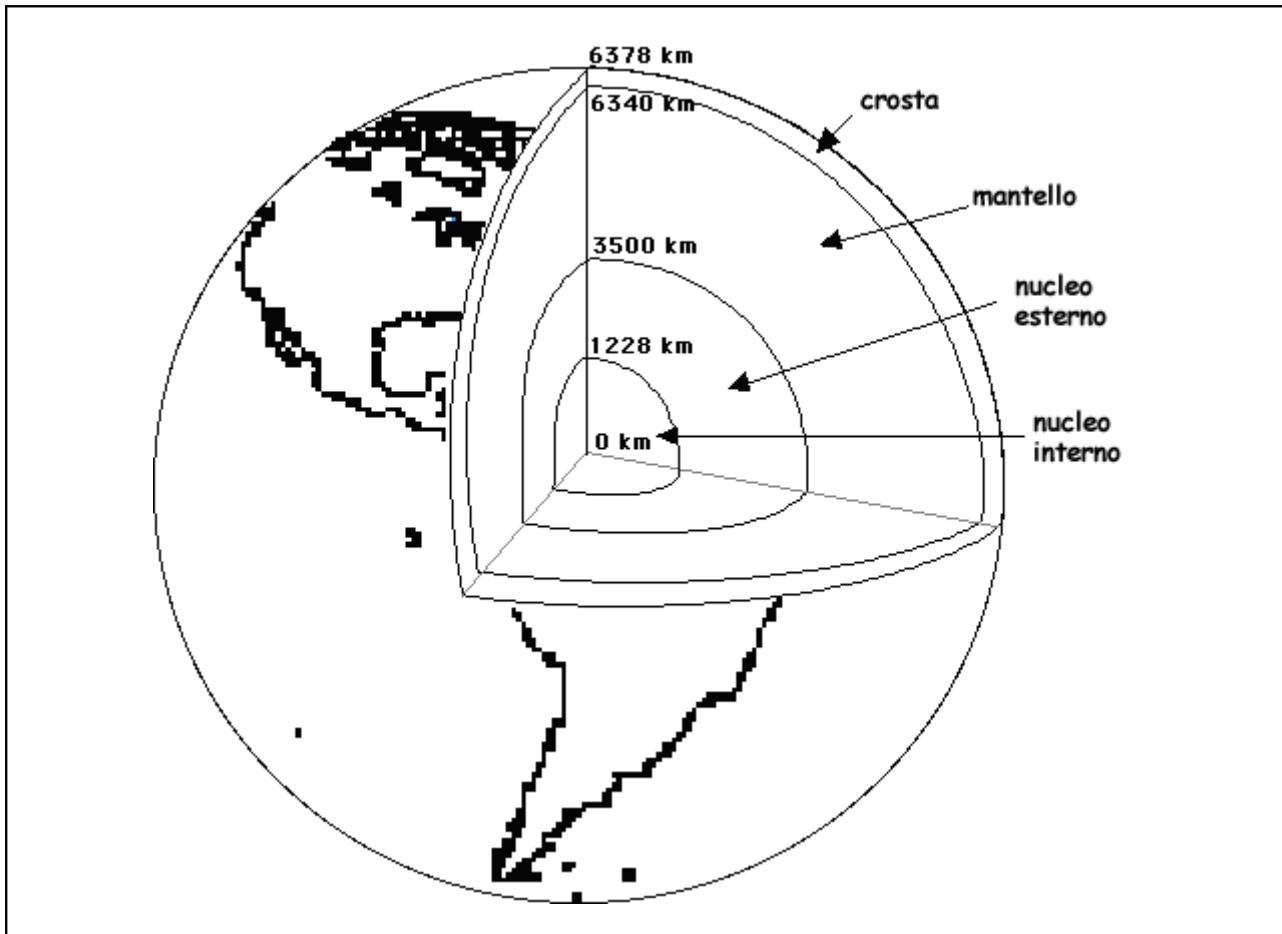 6378 km
6340 km
crosta
mantello
3500 km
nucleo
esterno
1228 km
nucleo
interno
0 km